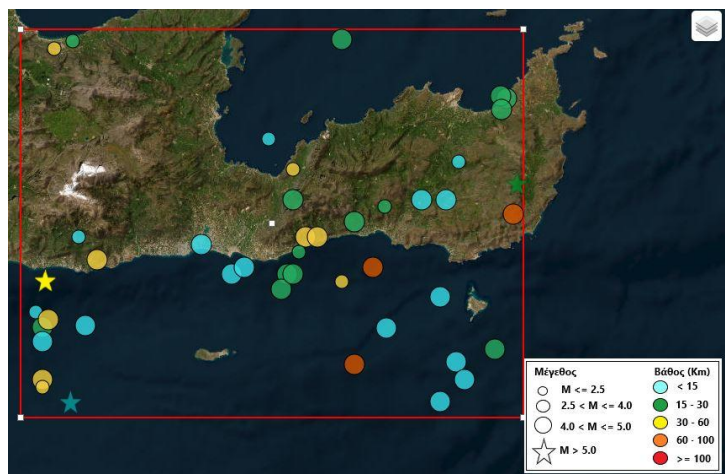 Μέγεθος
M <= 2.5
2.5 < M <= 4.0
4.0 < M <= 5.0
M > 5.0
Βάθος (Km)
< 15
15 - 30
30 - 60
60 - 100
>= 100